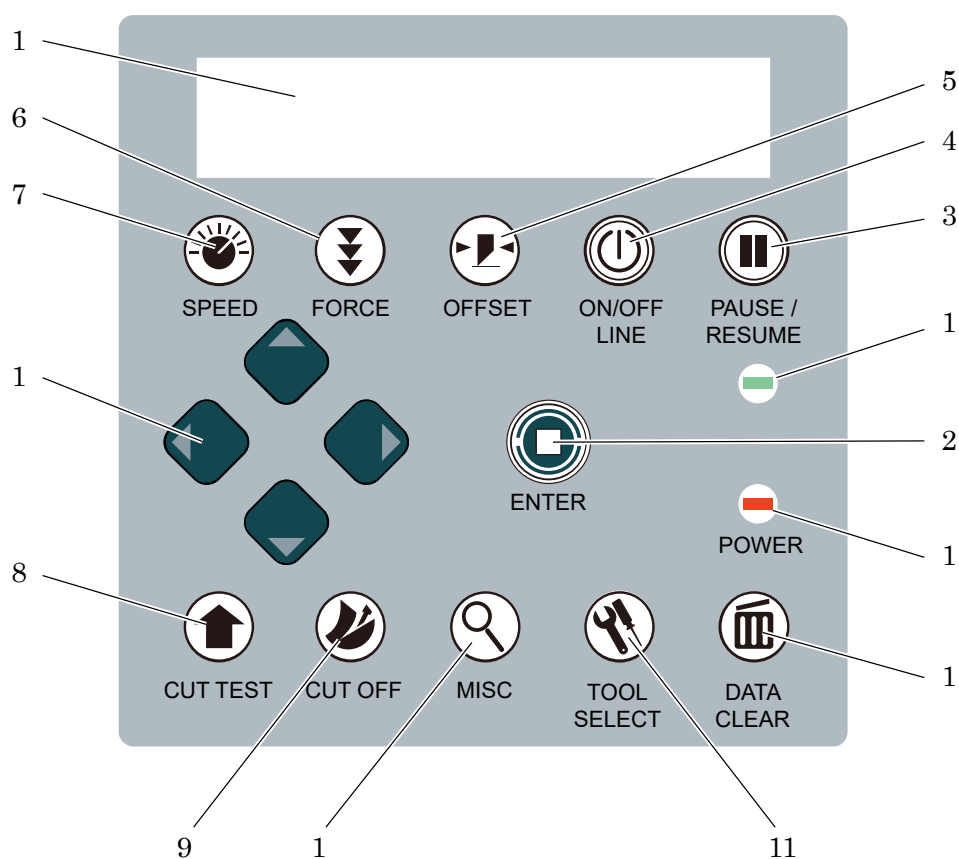 1
5
6
4
7
3
SPEED
FORCE
OFFSET
ON/OFF
LINE
PAUSE /
RESUME
1
1
2
ENTER
POWER
1
8
CUT TEST
CUT OFF
MISC
TOOL
SELECT
DATA
CLEAR
1
9
1
11